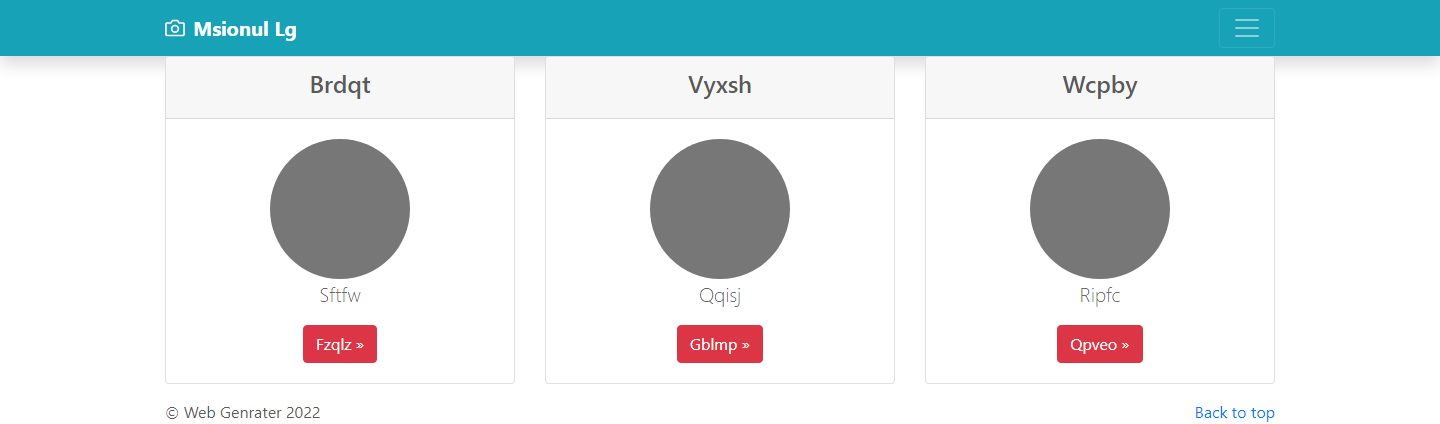 Msionul Lg
Brdqt
Vyxsh
Wcpby
Sftfw
Qqisj
Ripfc
Fzqlz »
Gblmp »
Qpveo »
© Web Genrater 2022
Back to top